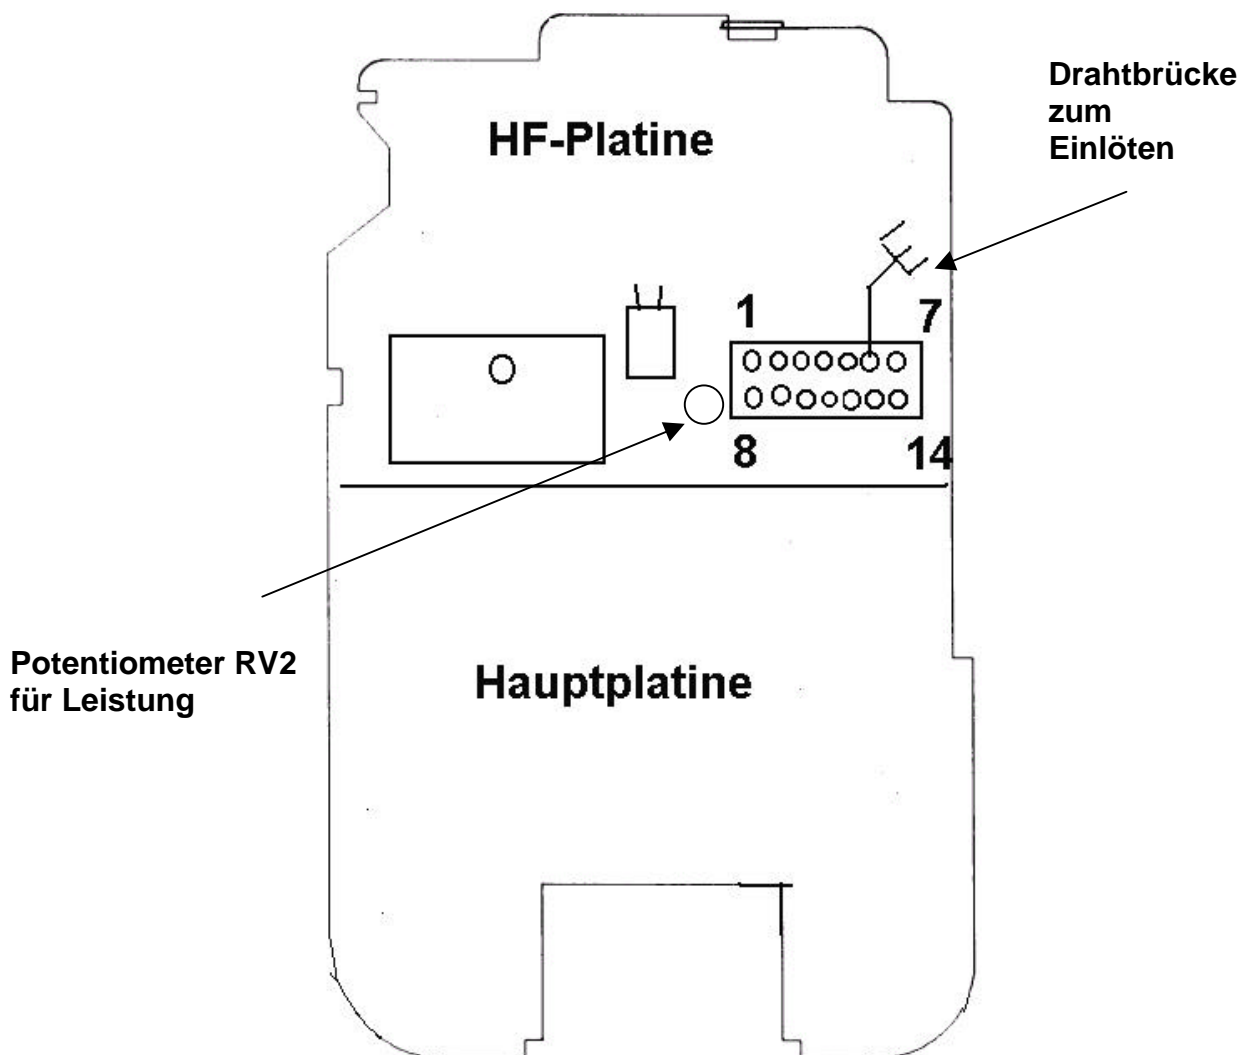 Drahtbrücke
zum
Einlöten
HF-Platine
1
7
8
14
Potentiometer RV2
für Leistung
Hauptplatine